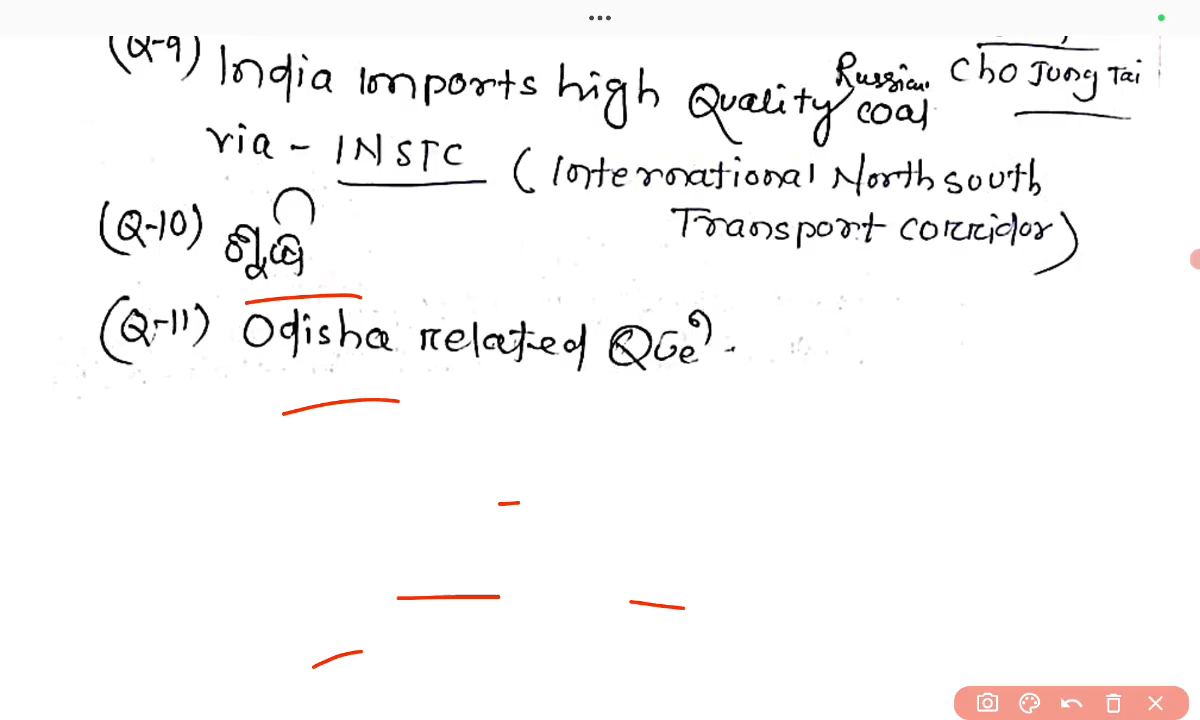 (Q-9) India Imports high Quality Russian coal
Cho Jung Tai
via - INSTC (International North south
Transport corridor)
(Q-10)
(Q-11) Odisha related